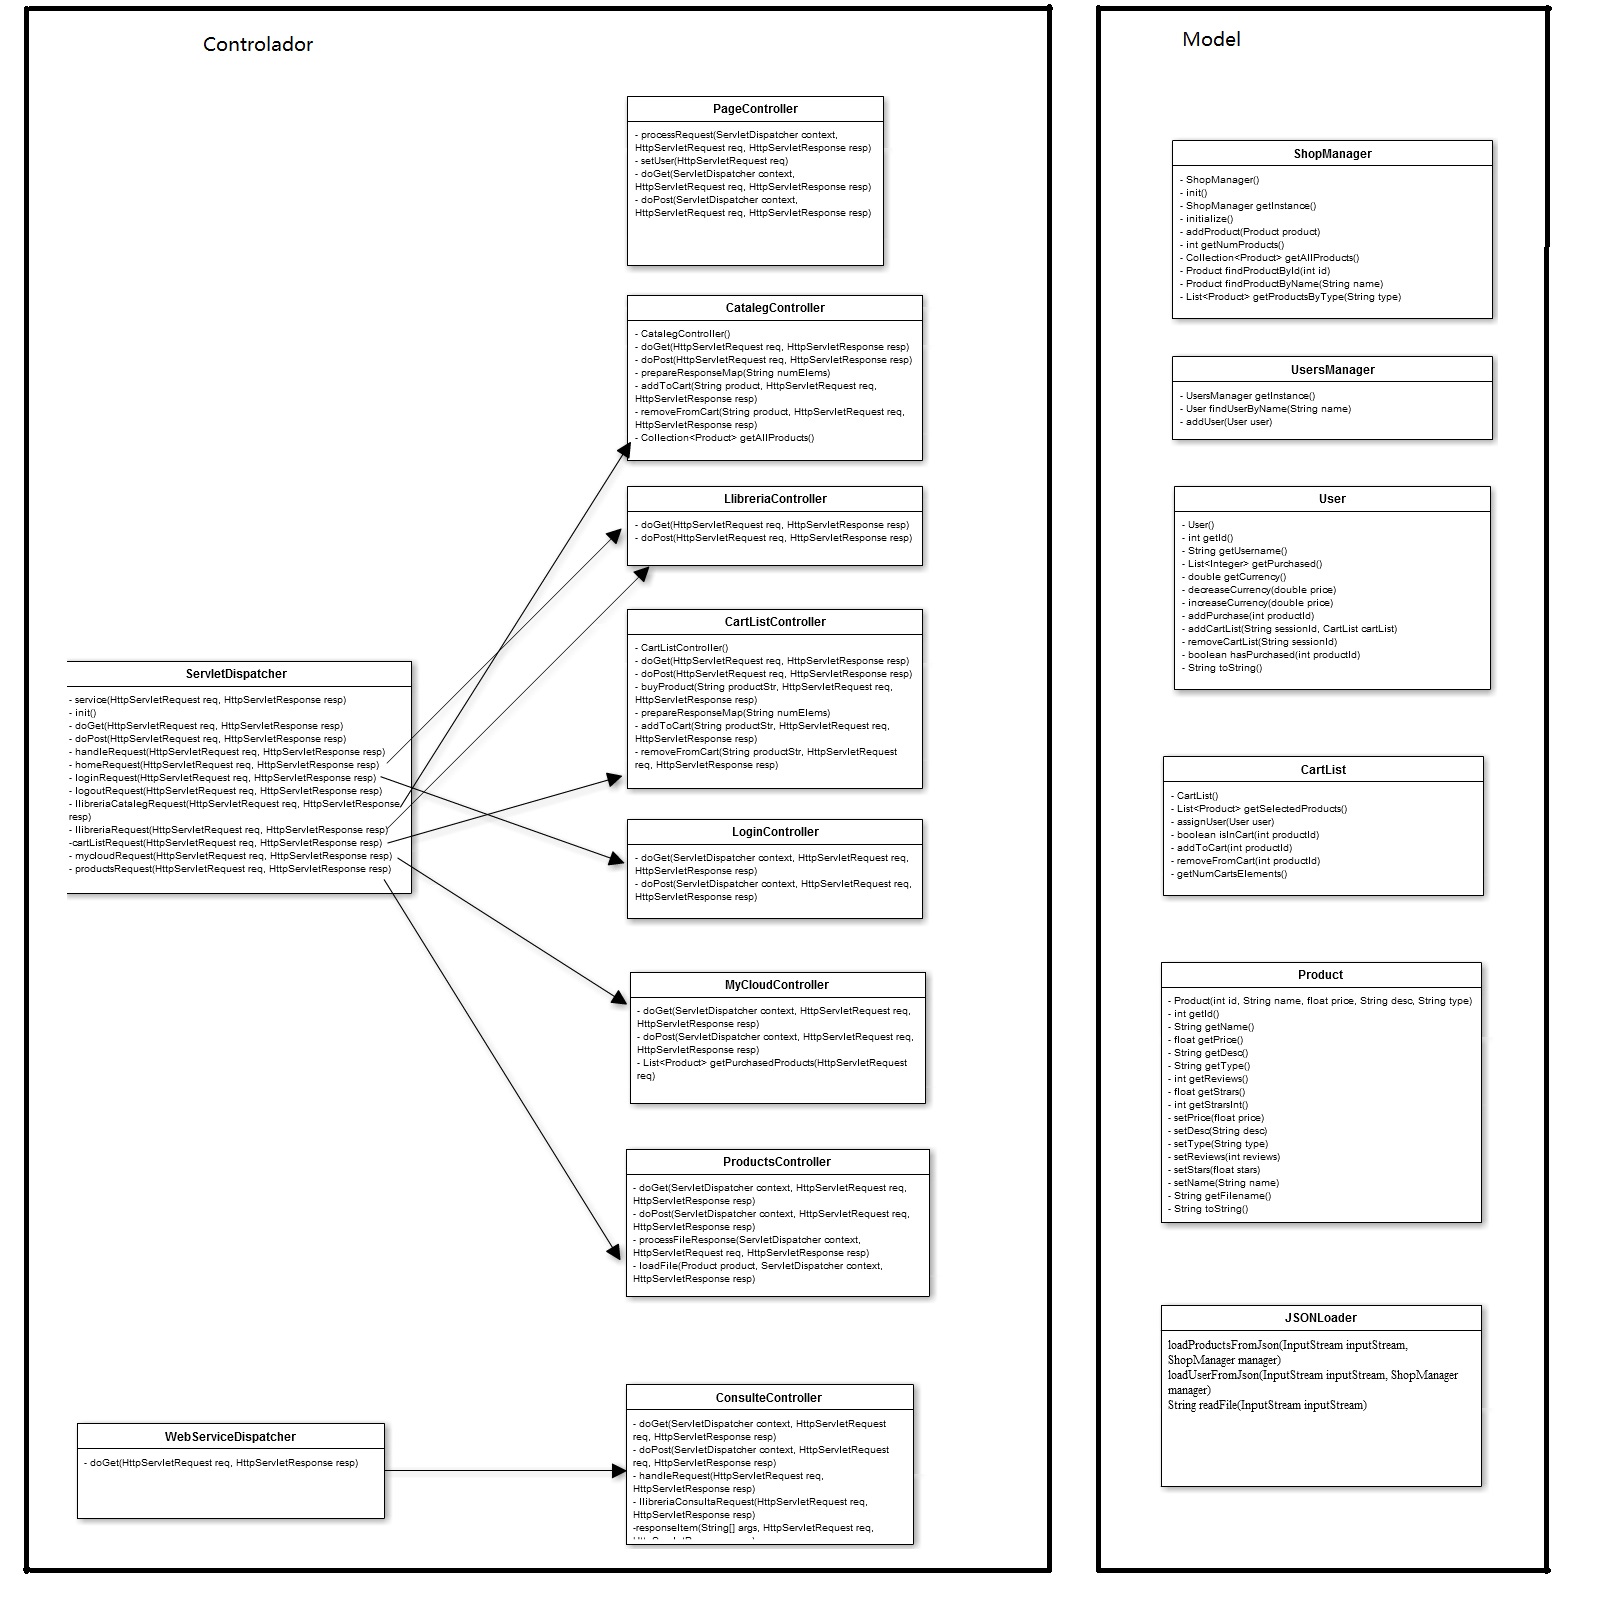 Controlador
PageController
- processRequest(ServletDispatcher context,
HttpServletRequest req, HttpServletResponse resp)
- setUser(HttpServletRequest req)
- doGet(ServletDispatcher context,
HttpServletRequest req, HttpServletResponse resp)
- doPost(ServletDispatcher context,
HttpServletRequest req, HttpServletResponse resp)
CatalegController
- CatalegController()
- doGet(HttpServletRequest req, HttpServletResponse resp)
- doPost(HttpServletRequest req, HttpServletResponse resp)
- prepareResponseMap(String numElems)
- addToCart(String product, HttpServletRequest req,
HttpServletResponse resp)
- removeFromCart(String product, HttpServletRequest req,
HttpServletResponse resp)
- Collection<Product> getAllProducts()
LlibreriaController
- doGet(HttpServletRequest req, HttpServletResponse resp)
- doPost(HttpServletRequest req, HttpServletResponse resp)
CartListController
- CartListController()
- doGet(HttpServletRequest req, HttpServletResponse resp)
- doPost(HttpServletRequest req, HttpServletResponse resp)
- buyProduct(String productStr, HttpServletRequest req,
HttpServletResponse resp)
- prepareResponseMap(String numElems)
- addToCart(String productStr, HttpServletRequest req,
HttpServletResponse resp)
- removeFromCart(String productStr, HttpServletRequest
req, HttpServletResponse resp)
ServletDispatcher
- service(HttpServletRequest req, HttpServletResponse resp)
- init()
- doGet(HttpServletRequest req, HttpServletResponse resp)
- doPost(HttpServletRequest req, HttpServletResponse resp)
- handleRequest(HttpServletRequest req, HttpServletResponse resp)
- homeRequest(HttpServletRequest req, HttpServletResponse resp)
- loginRequest(HttpServletRequest req, HttpServletResponse resp)
- logoutRequest(HttpServletRequest req, HttpServletResponse resp)
- llibreriaCatalegRequest(HttpServletRequest req, HttpServletResponse
resp)
- llibreriaRequest(HttpServletRequest req, HttpServletResponse resp)
-cartListRequest(HttpServletRequest req, HttpServletResponse resp)
- mycloudRequest(HttpServletRequest req, HttpServletResponse resp)
- productsRequest(HttpServletRequest req, HttpServletResponse resp)
LoginController
- doGet(ServletDispatcher context, HttpServletRequest req,
HttpServletResponse resp)
- doPost(ServletDispatcher context, HttpServletRequest req,
HttpServletResponse resp)
MyCloudController
- doGet(ServletDispatcher context, HttpServletRequest req,
HttpServletResponse resp)
- doPost(ServletDispatcher context, HttpServletRequest req,
HttpServletResponse resp)
- List<Product> getPurchasedProducts(HttpServletRequest
req)
ProductsController
- doGet(ServletDispatcher context, HttpServletRequest req,
HttpServletResponse resp)
- doPost(ServletDispatcher context, HttpServletRequest req,
HttpServletResponse resp)
- processFileResponse(ServletDispatcher context,
HttpServletRequest req, HttpServletResponse resp)
- loadFile(Product product, ServletDispatcher context,
HttpServletResponse resp)
WebServiceDispatcher
- doGet(HttpServletRequest req, HttpServletResponse resp)
ConsulteController
- doGet(ServletDispatcher context, HttpServletRequest
req, HttpServletResponse resp)
- doPost(ServletDispatcher context, HttpServletRequest
req, HttpServletResponse resp)
- handleRequest(HttpServletRequest req,
HttpServletResponse resp)
- llibreriaConsultaRequest(HttpServletRequest req,
HttpServletResponse resp)
-responseItem(String[] args, HttpServletRequest req,
Model
ShopManager
- ShopManager()
- init()
- ShopManager getInstance()
- initialize()
- addProduct(Product product)
- int getNumProducts()
- Collection<Product> getAllProducts()
- Product findProductById(int id)
- Product findProductByName(String name)
- List<Product> getProductsByType(String type)
UsersManager
- UsersManager getInstance()
- User findUserByName(String name)
- addUser(User user)
User
- User()
- int getId()
- String getUsername()
- List<Integer> getPurchased()
- double getCurrency()
- decreaseCurrency(double price)
- increaseCurrency(double price)
- addPurchase(int productId)
- addCartList(String sessionId, CartList cartList)
- removeCartList(String sessionId)
- boolean hasPurchased(int productId)
- String toString()
CartList
- CartList()
- List<Product> getSelectedProducts()
- assignUser(User user)
- boolean isInCart(int productId)
- addToCart(int productId)
- removeFromCart(int productId)
- getNumCartsElements()
Product
- Product(int id, String name, float price, String desc, String type)
- int getId()
- String getName()
- float getPrice()
- String getDesc()
- String getType()
- int getReviews()
- float getStrars()
- int getStrarsInt()
- setPrice(float price)
- setDesc(String desc)
- setType(String type)
- setReviews(int reviews)
- setStars(float stars)
- setName(String name)
- String getFilename()
- String toString()
JSONLoader
loadProductsFromJson(InputStream inputStream,
ShopManager manager)
loadUserFromJson(InputStream inputStream, ShopManager
manager)
String readFile(InputStream inputStream)